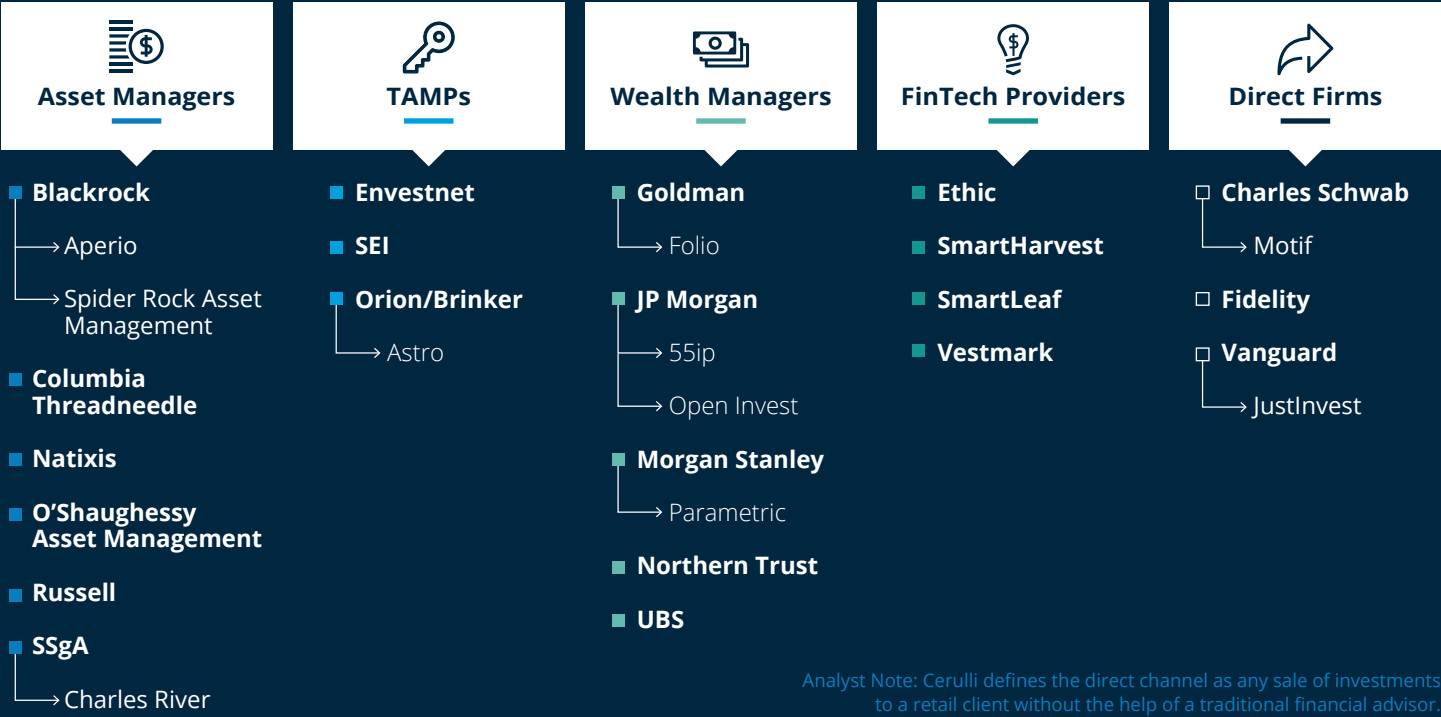 Asset Managers
Blackrock
Aperio
Spider Rock Asset
Management
Columbia
Threadneedle
Natixis
O’Shaughessy
Asset Management
Russell
SSgA
Charles River
TAMPs
Envestnet
SEI
Orion/Brinker
Astro
Wealth Managers
Goldman
Folio
JP Morgan
55ip
Open Invest
Morgan Stanley
Parametric
Northern Trust
UBS
FinTech Providers
Ethic
SmartHarvest
SmartLeaf
Vestmark
Direct Firms
Charles Schwab
Motif
Fidelity
Vanguard
JustInvest
Analyst Note: Cerulli defines the direct channel as any sale of investments
to a retail client without the help of a traditional financial advisor.